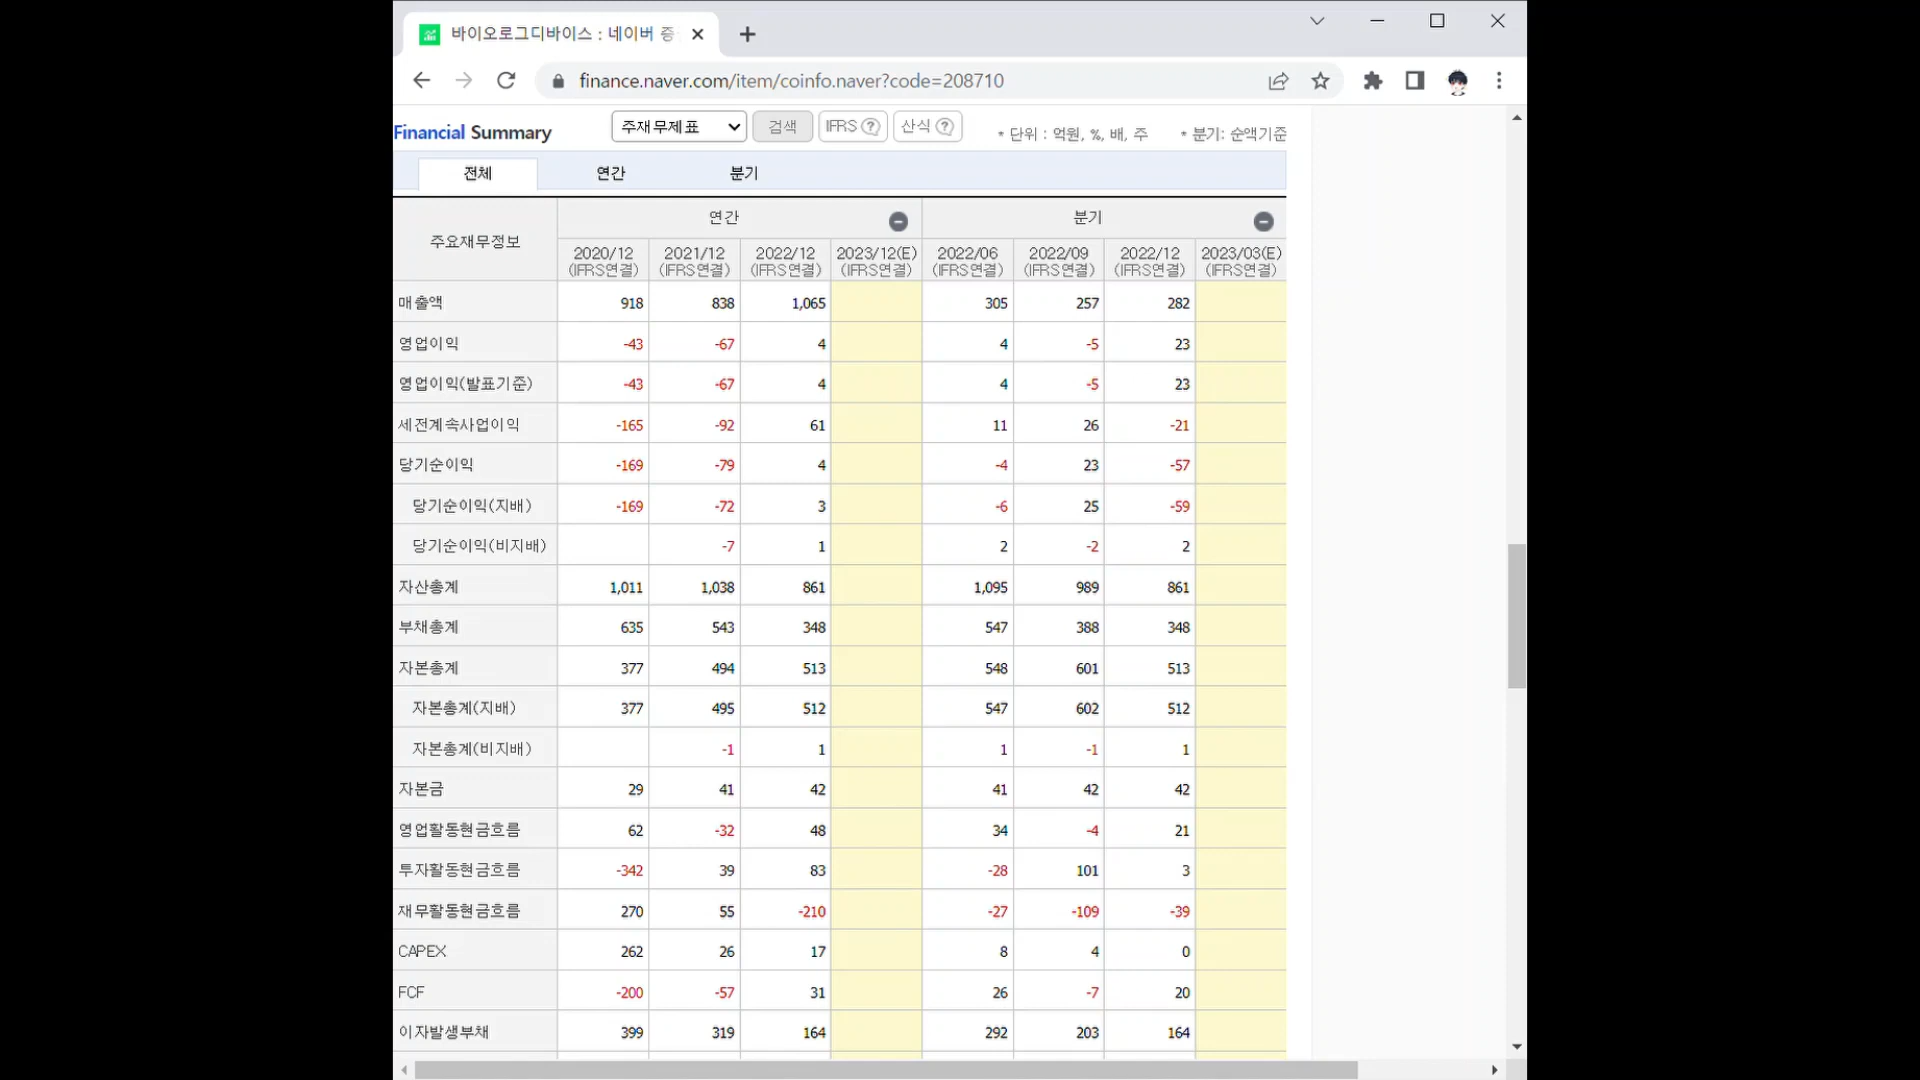 바이오로그디바이스 : 네이버 증
finance.naver.com/item/coinfo.naver?code=208710
Financial Summary 주재무제표 검색 IFRS ? 산식 ? * 단위 : 억원, %, 배, 주 * 분기: 순액기준
전체 연간 분기
주요재무정보 연간 분기
2020/12 2021/12 2022/12 2023/12(E) 2022/06 2022/09 2022/12 2023/03(E)
(IFRS연결) (IFRS연결) (IFRS연결) (IFRS연결) (IFRS연결) (IFRS연결) (IFRS연결) (IFRS연결)
매출액 918 838 1,065 305 257 282
영업이익 -43 -67 4 4 -5 23
영업이익(발표기준) -43 -67 4 4 -5 23
세전계속사업이익 -165 -92 61 11 26 -21
당기순이익 -169 -79 4 -4 23 -57
당기순이익(지배) -169 -72 3 -6 25 -59
당기순이익(비지배) -7 1 2 -2 2
자산총계 1,011 1,038 861 1,095 989 861
부채총계 635 543 348 547 388 348
자본총계 377 494 513 548 601 513
자본총계(지배) 377 495 512 547 602 512
자본총계(비지배) -1 1 1 -1 1
자본금 29 41 42 41 42 42
영업활동현금흐름 62 -32 48 34 -4 21
투자활동현금흐름 -342 39 83 -28 101 3
재무활동현금흐름 270 55 -210 -27 -109 -39
CAPEX 262 26 17 8 4 0
FCF -200 -57 31 26 -7 20
이자발생부채 399 319 164 292 203 164